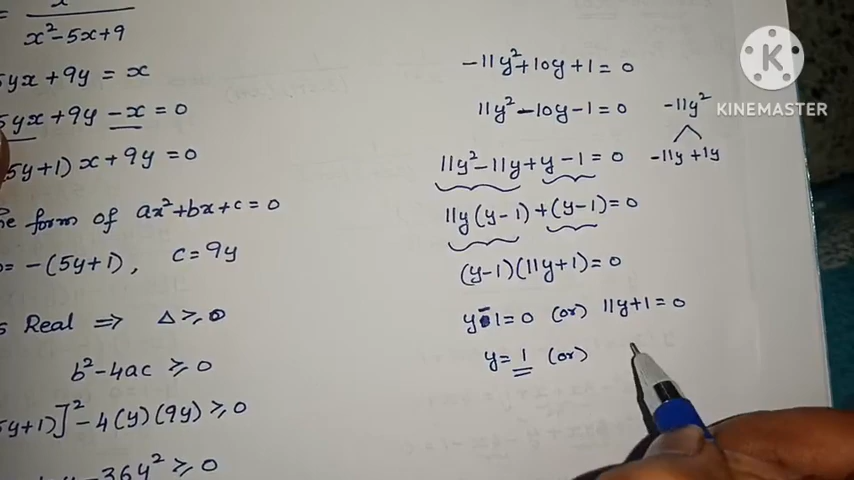 =
x² - 5x + 9
5yx + 9y = x
5yx + 9y - x = 0
5y+1) x + 9y = 0
form of ax² + bx + c = 0
= -(5y+1), c = 9y
Real ⇒ Δ ≥ 0
b² - 4ac ≥ 0
5y+1)]² - 4(y)(9y) ≥ 0
- 36y² ≥ 0
-11y² + 10y + 1 = 0
11y² - 10y - 1 = 0
11y² - 11y + y - 1 = 0
11y (y-1) + (y-1) = 0
(y-1)(11y+1) = 0
y - 1 = 0 (or) 11y+1 = 0
y = 1 (or)
-11y²
-11y +1y
KINEMASTER